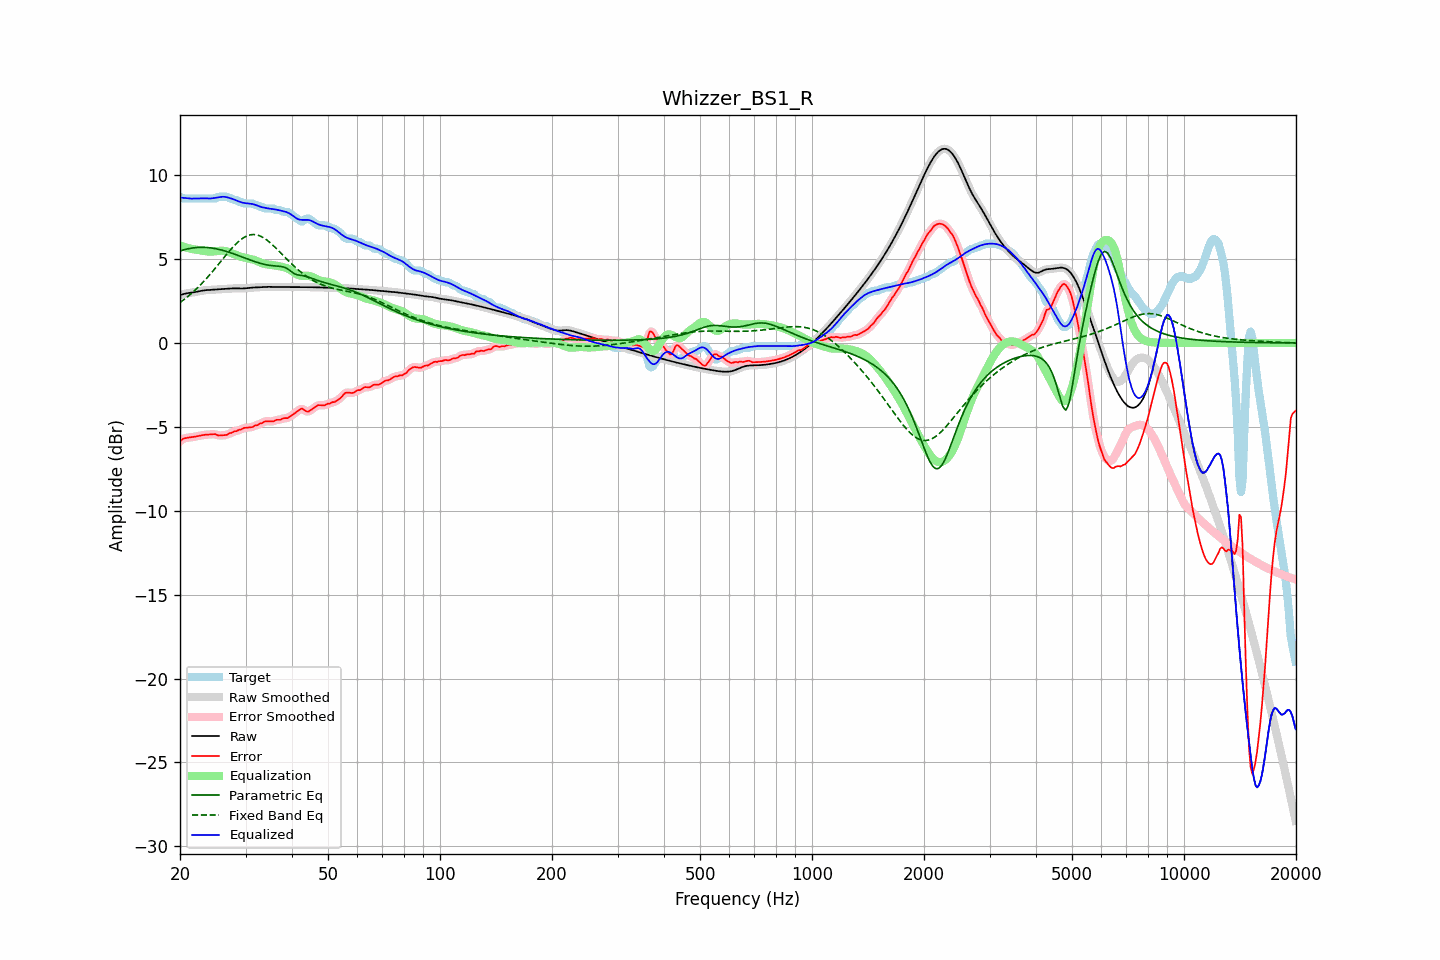 Whizzer_BS1_R
Amplitude (dBr)
10
5
0
−5
−10
−15
−20
−25
−30
Target
Raw Smoothed
Error Smoothed
Raw
Error
Equalization
Parametric Eq
Fixed Band Eq
Equalized
20 50 100 200 500 1000 2000 5000 10000 20000
Frequency (Hz)